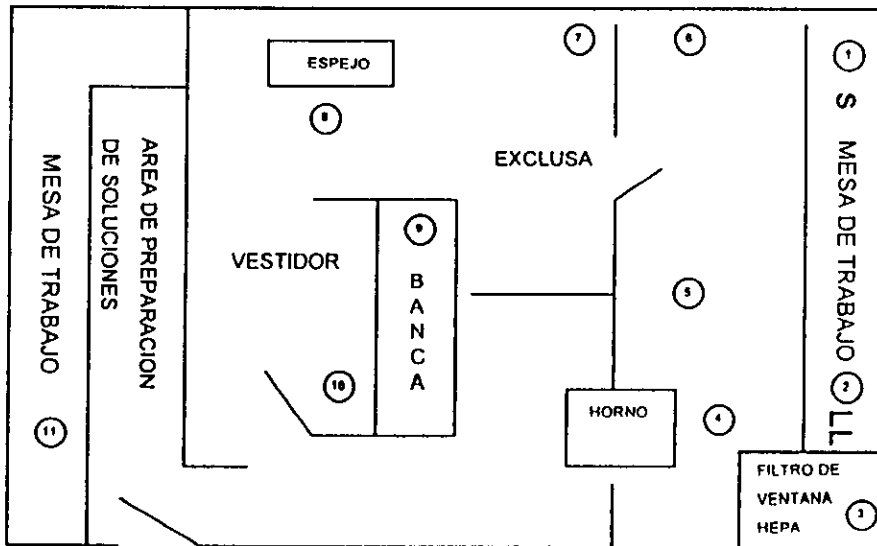 7
6
1
ESPEJO
8
S
EXCLUSA
MESA DE TRABAJO
AREA DE PREPARACION
DE SOLUCIONES
MESA DE TRABAJO
9
VESTIDOR
BANCA
5
10
2
LL
HORNO
4
11
FILTRO DE
VENTANA
HEPA
3